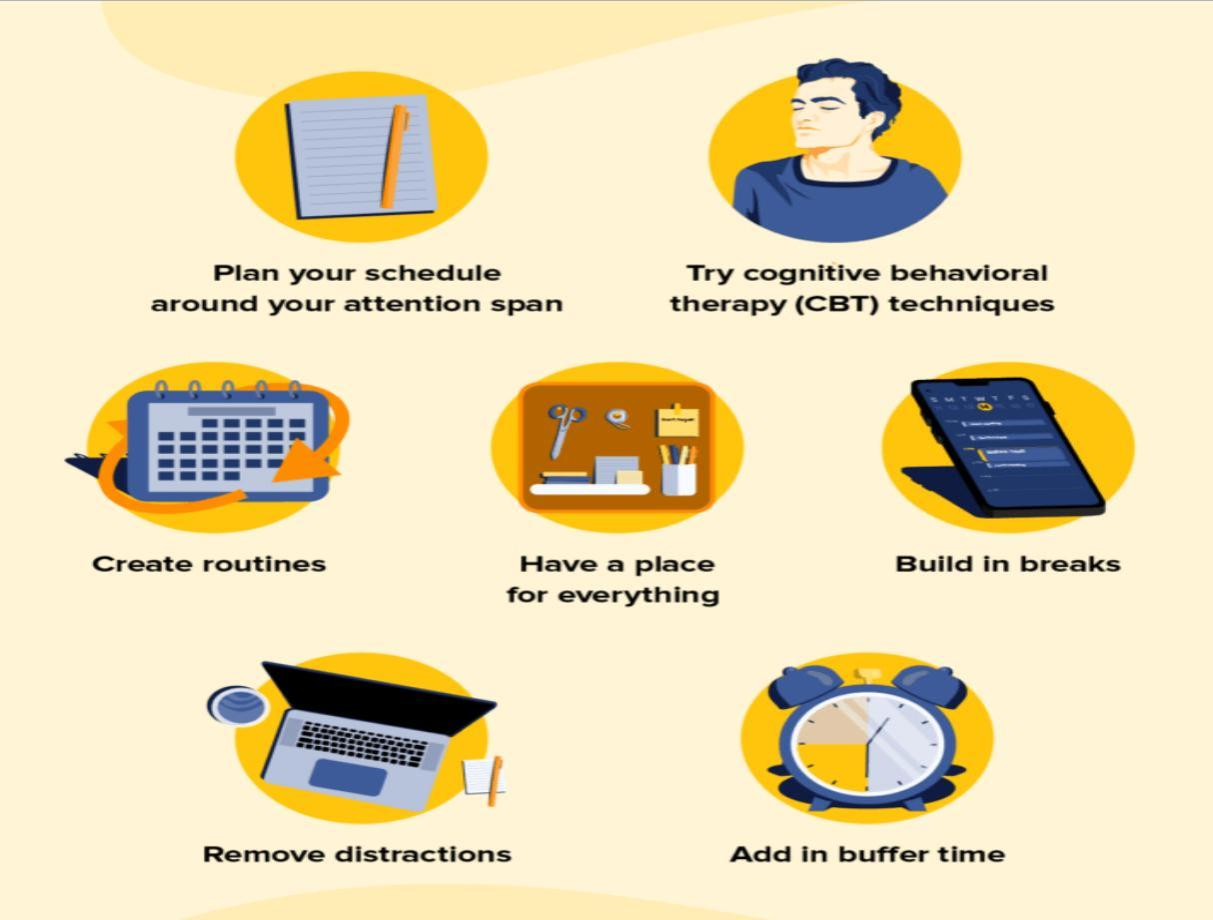 Plan your schedule
around your attention span
Try cognitive behavioral
therapy (CBT) techniques
Create routines
Have a place
for everything
S M T W T F S
Build in breaks
Remove distractions
Add in buffer time